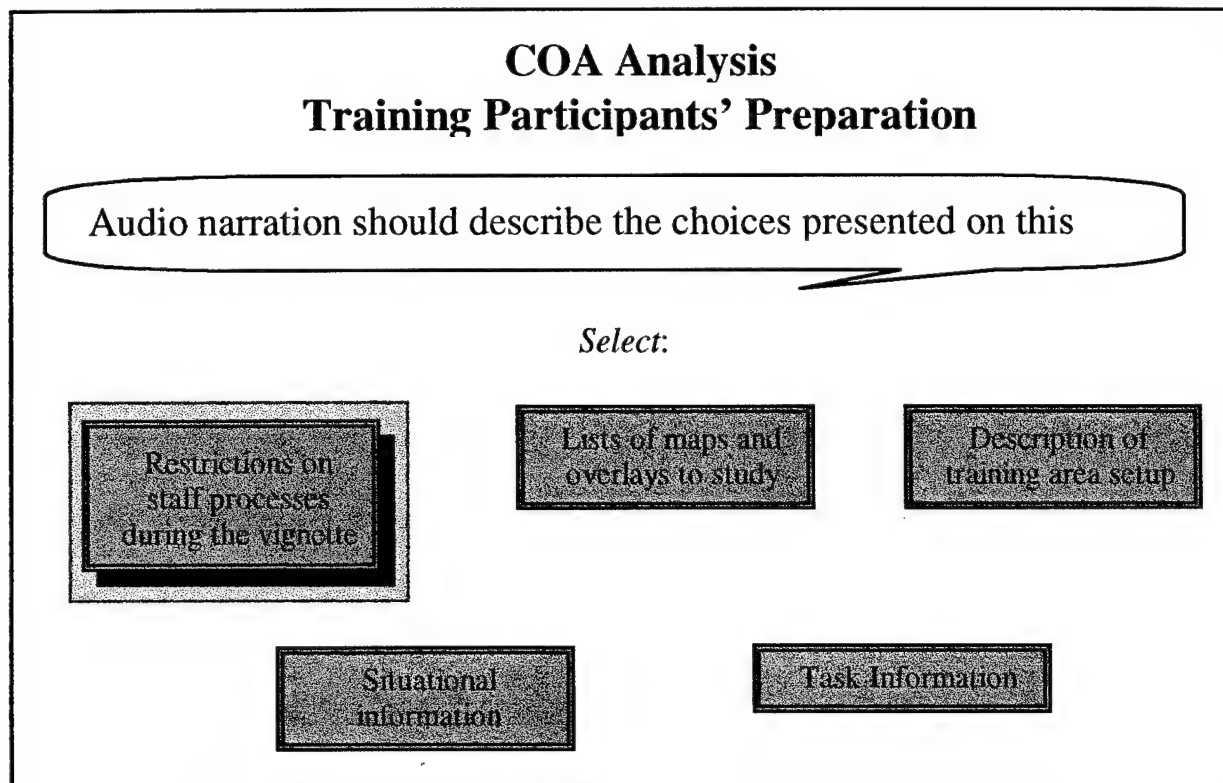 COA Analysis
Training Participants' Preparation
Audio narration should describe the choices presented on this
Select:
Restrictions on
staff processes
during the vignette
Lists of maps and
overlays to study
Description of
training area setup
Situational
information
Task Information